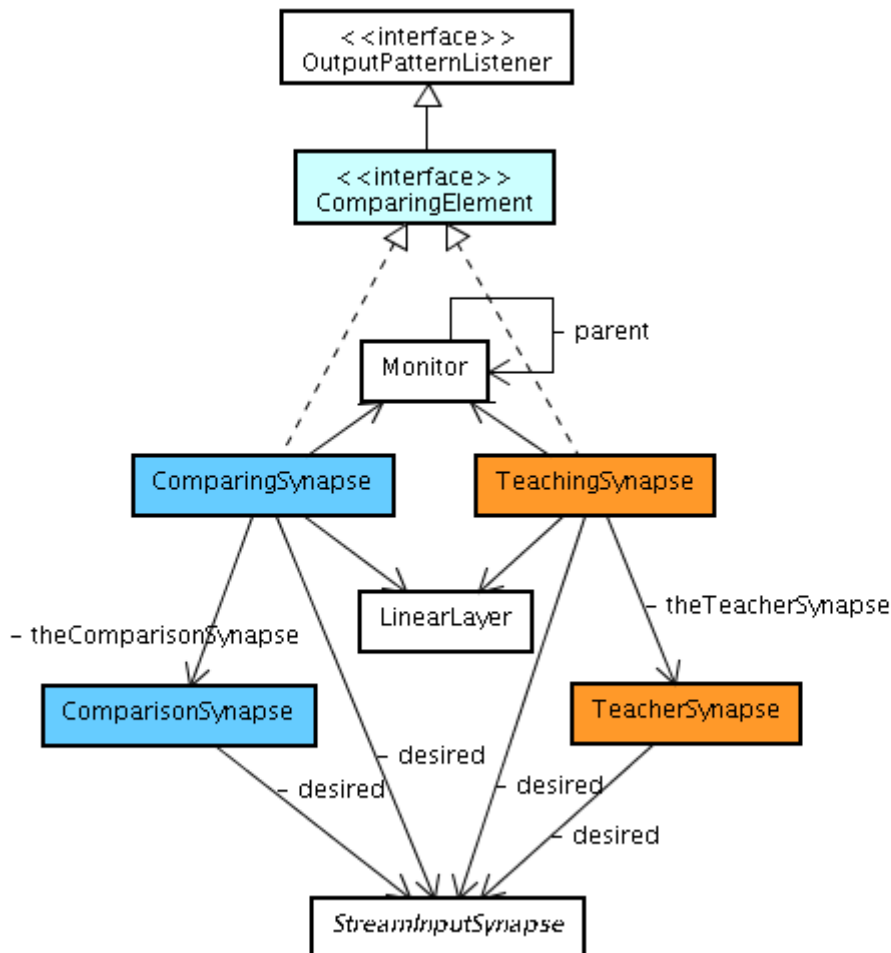 < <interface> >
OutputPatternListener
< <interface> >
ComparingElement
– parent
Monitor
ComparingSynapse
TeachingSynapse
LinearLayer
– theTeacherSynapse
– theComparisonSynapse
ComparisonSynapse
TeacherSynapse
– desired
– desired
– desired
– desired
StreamInputSynapse